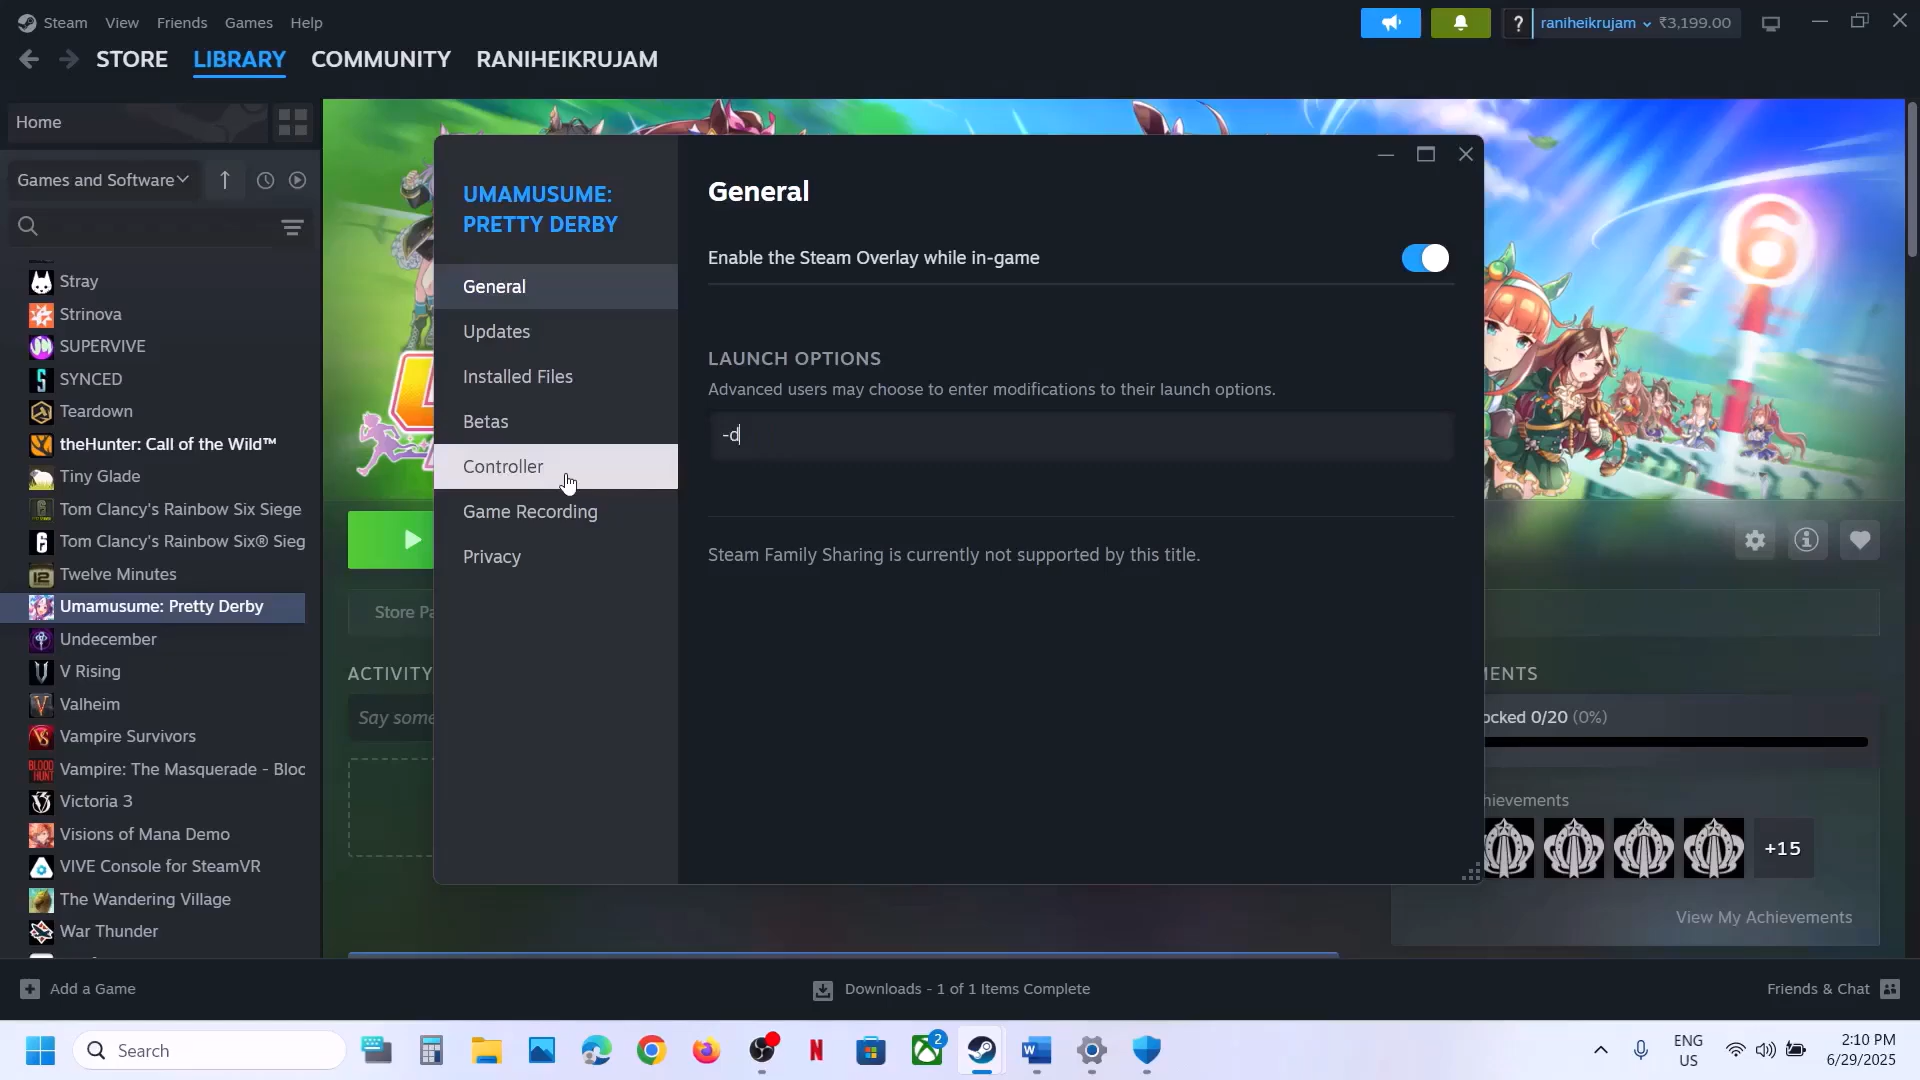 Steam View Friends Games Help
? raniheikrujam ₹3,199.00
STORE LIBRARY COMMUNITY RANIHEIKRUJAM
Home
Games and Software
Stray
Strinova
SUPERVIVE
SYNCED
Teardown
theHunter: Call of the Wild™
Tiny Glade
Tom Clancy's Rainbow Six Siege
Tom Clancy's Rainbow Six® Sieg
Twelve Minutes
Umamusume: Pretty Derby
Undecember
V Rising
Valheim
Vampire Survivors
Vampire: The Masquerade - Bloo
Victoria 3
Visions of Mana Demo
VIVE Console for SteamVR
The Wandering Village
War Thunder
UMAMUSUME:
PRETTY DERBY
General
Updates
Installed Files
Betas
Controller
Game Recording
Privacy
General
Enable the Steam Overlay while in-game
LAUNCH OPTIONS
Advanced users may choose to enter modifications to their launch options.
-d
Steam Family Sharing is currently not supported by this title.
6
Store Pa
ACTIVITY
Say some
MENTS
ocked 0/20 (0%)
hievements
+15
View My Achievements
Add a Game
Downloads - 1 of 1 Items Complete
Friends & Chat
Search
2
ENG
US
2:10 PM
6/29/2025